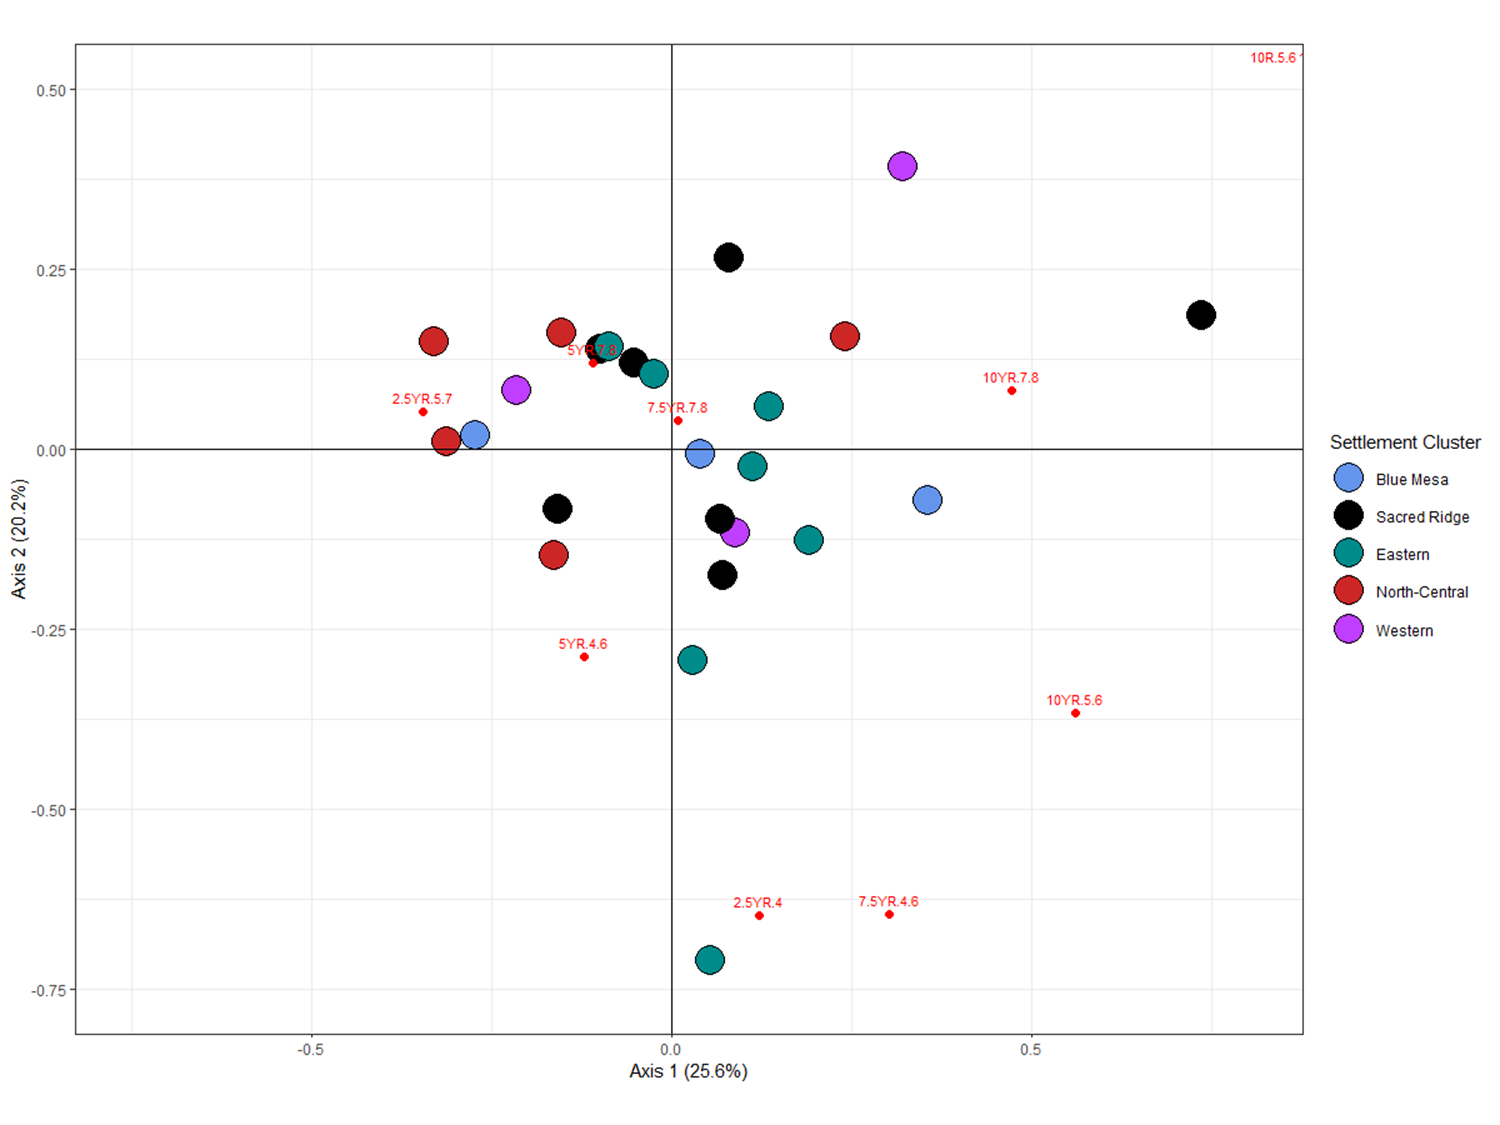 10R.5.6
0.50
0.25
5YR.7.8
10YR.7.8
2.5YR.5.7
7.5YR.7.8
0.00
-0.25
5YR.4.6
10YR.5.6
-0.50
2.5YR.4
7.5YR.4.6
-0.75
-0.5
0.0
0.5
Axis 1 (25.6%)
Axis 2 (20.2%)
Settlement Cluster
Blue Mesa
Sacred Ridge
Eastern
North-Central
Western